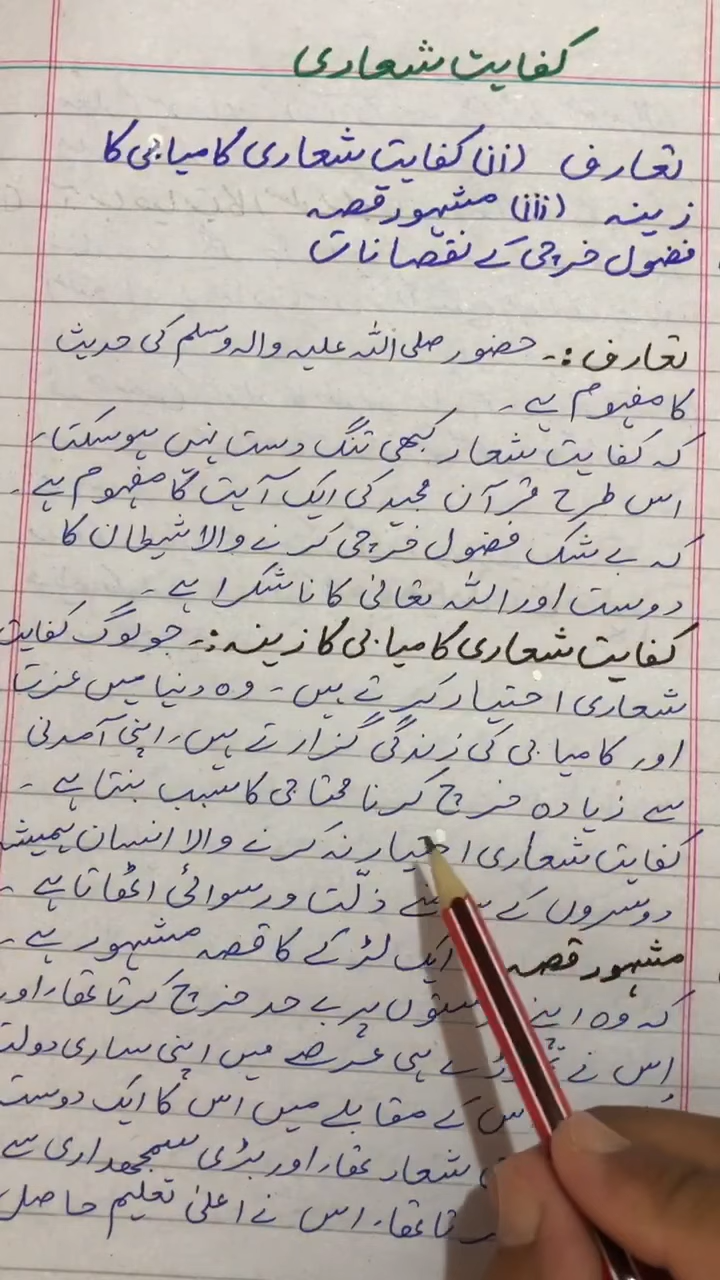 کفایت شعاری
تعارف (ii) کفایت شعاری کامیابی کا
زینہ (iii) مشہور قصہ
فضول خرچی کے نقصانات
تعارف:۔ حضور صلی اللہ علیہ والہ وسلم کی حدیث
کا مفہوم ہے۔
کہ کفایت شعار کبھی تنگ دست نہیں ہو سکتا۔
اس طرح قرآن مجید کی ایک آیت کا مفہوم ہے۔
کہ بے شک فضول خرچی کرنے والا شیطان کا
دوست اور اللہ تعالیٰ کا ناشکرا ہے۔
کفایت شعاری کامیابی کا زینہ:۔ جو لوگ کفایت
شعاری اختیار کرتے ہیں۔ وہ دنیا میں عزت
اور کامیابی کی زندگی گزارتے ہیں۔ اپنی آمدنی
سے زیادہ خرچ کرنا محتاجی کا سبب بنتا ہے۔
کفایت شعاری اختیار نہ کرنے والا انسان ہمیشہ
دوسروں کے سامنے ذلّت و رسوائی اٹھاتا ہے۔
مشہور قصہ ایک لڑکے کا قصہ مشہور ہے۔
کہ وہ اپنے دوستوں پر بے حد خرچ کرتا تھا۔ اور
اِس نے تھوڑے ہی عرصے میں اپنی ساری دولت
اس کے مقابلے میں اس کا ایک دوست
شعار تھا۔ اور بڑی سمجھداری سے
تا تھا۔ اس نے اعلیٰ تعلیم حاصل